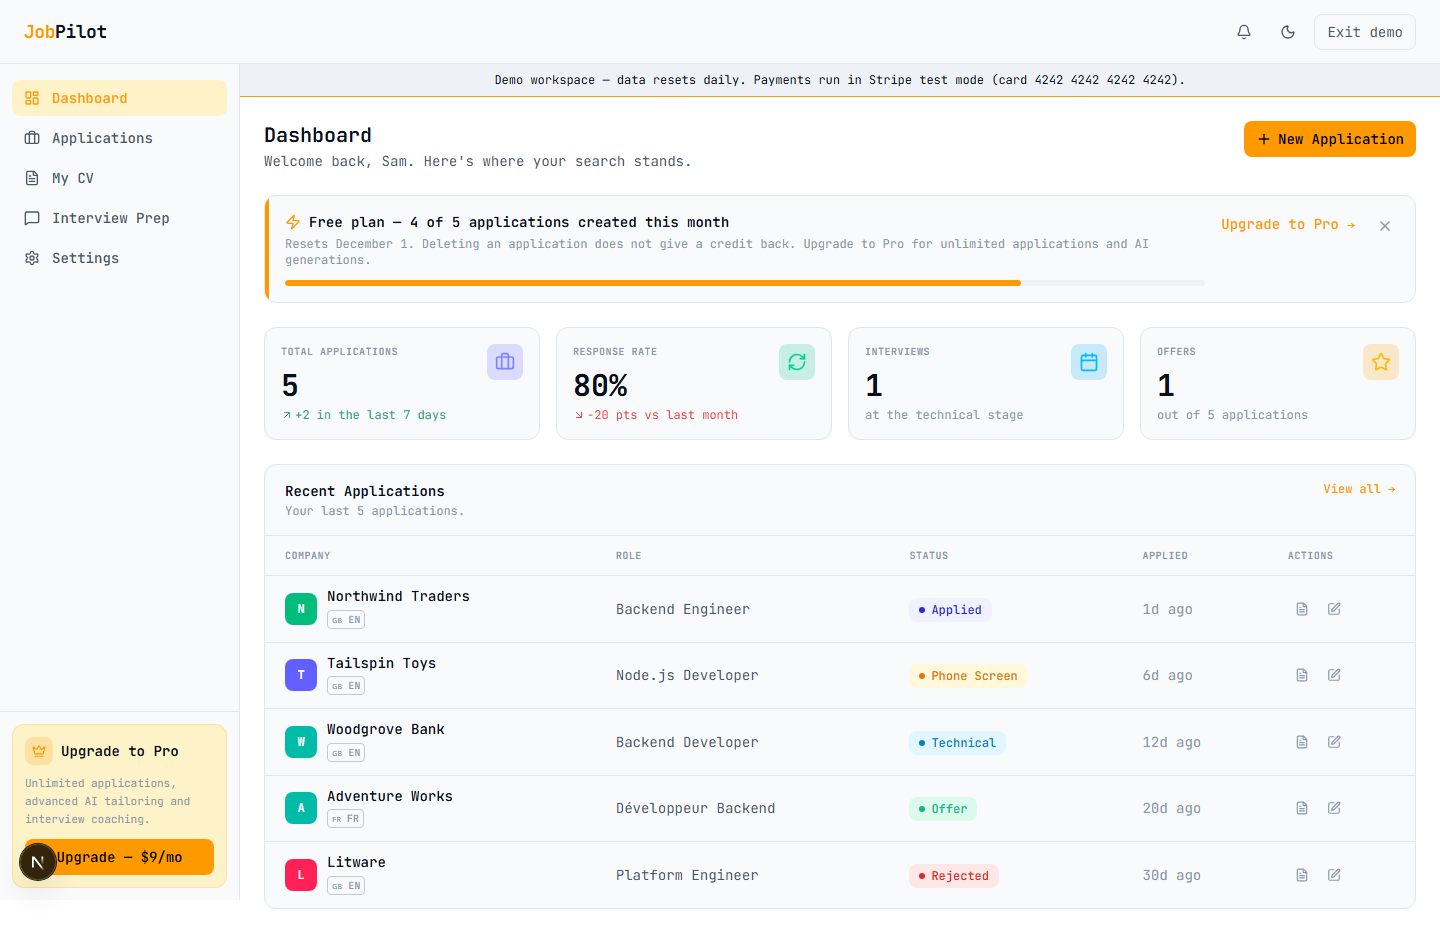 JobPilot
Exit demo
Dashboard
Applications
My CV
Interview Prep
Settings
Demo workspace — data resets daily. Payments run in Stripe test mode (card 4242 4242 4242 4242).
Dashboard
Welcome back, Sam. Here's where your search stands.
+ New Application
Free plan — 4 of 5 applications created this month
Resets December 1. Deleting an application does not give a credit back. Upgrade to Pro for unlimited applications and AI
generations.
Upgrade to Pro →
TOTAL APPLICATIONS
5
+2 in the last 7 days
RESPONSE RATE
80%
-20 pts vs last month
INTERVIEWS
1
at the technical stage
OFFERS
1
out of 5 applications
Recent Applications
Your last 5 applications.
View all →
COMPANY ROLE STATUS APPLIED ACTIONS
N Northwind Traders GB EN Backend Engineer Applied 1d ago
T Tailspin Toys GB EN Node.js Developer Phone Screen 6d ago
W Woodgrove Bank GB EN Backend Developer Technical 12d ago
A Adventure Works FR FR Développeur Backend Offer 20d ago
L Litware GB EN Platform Engineer Rejected 30d ago
Upgrade to Pro
Unlimited applications,
advanced AI tailoring and
interview coaching.
Upgrade — $9/mo
N